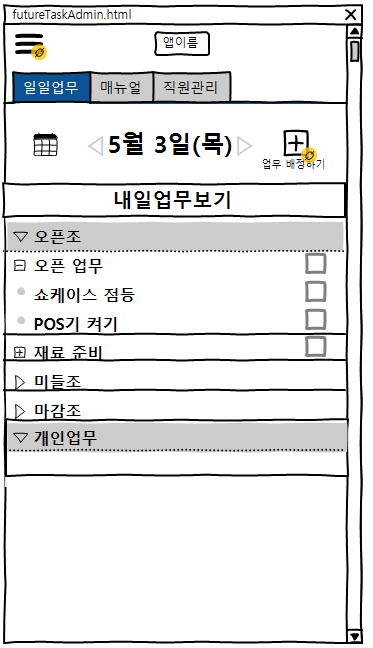 futureTaskAdmin.html
앱이름
일일업무 매뉴얼 직원관리
5월 3일(목)
업무 배정하기
내일업무보기
오픈조
오픈 업무
쇼케이스 점등
POS기 켜기
재료 준비
미들조
마감조
개인업무